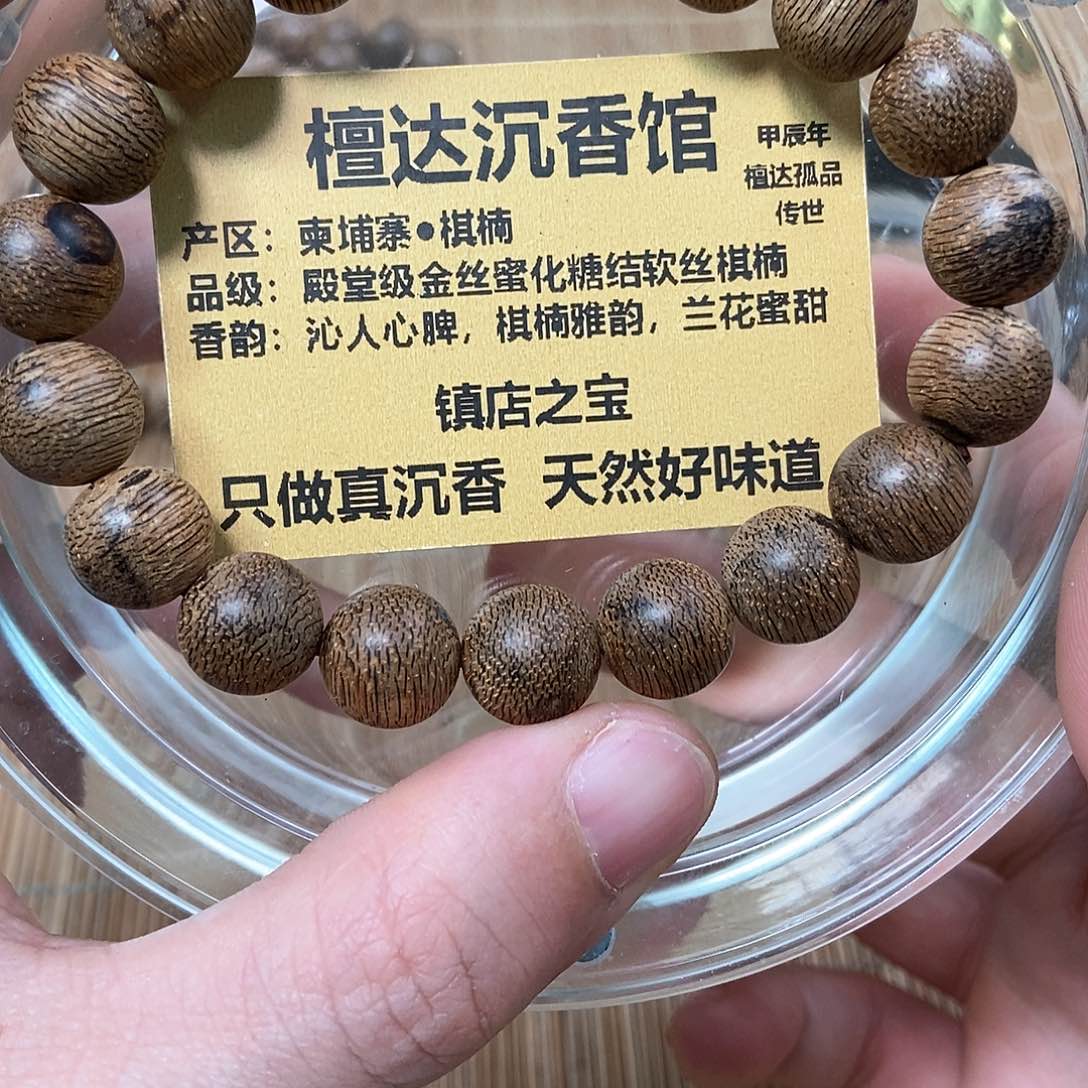 檀达沉香馆
甲辰年
檀达孤品
传世
产区：柬埔寨•棋楠
品级：殿堂级金丝蜜化糖结软丝棋楠
香韵：沁人心脾，棋楠雅韵，兰花蜜甜
镇店之宝
只做真沉香 天然好味道